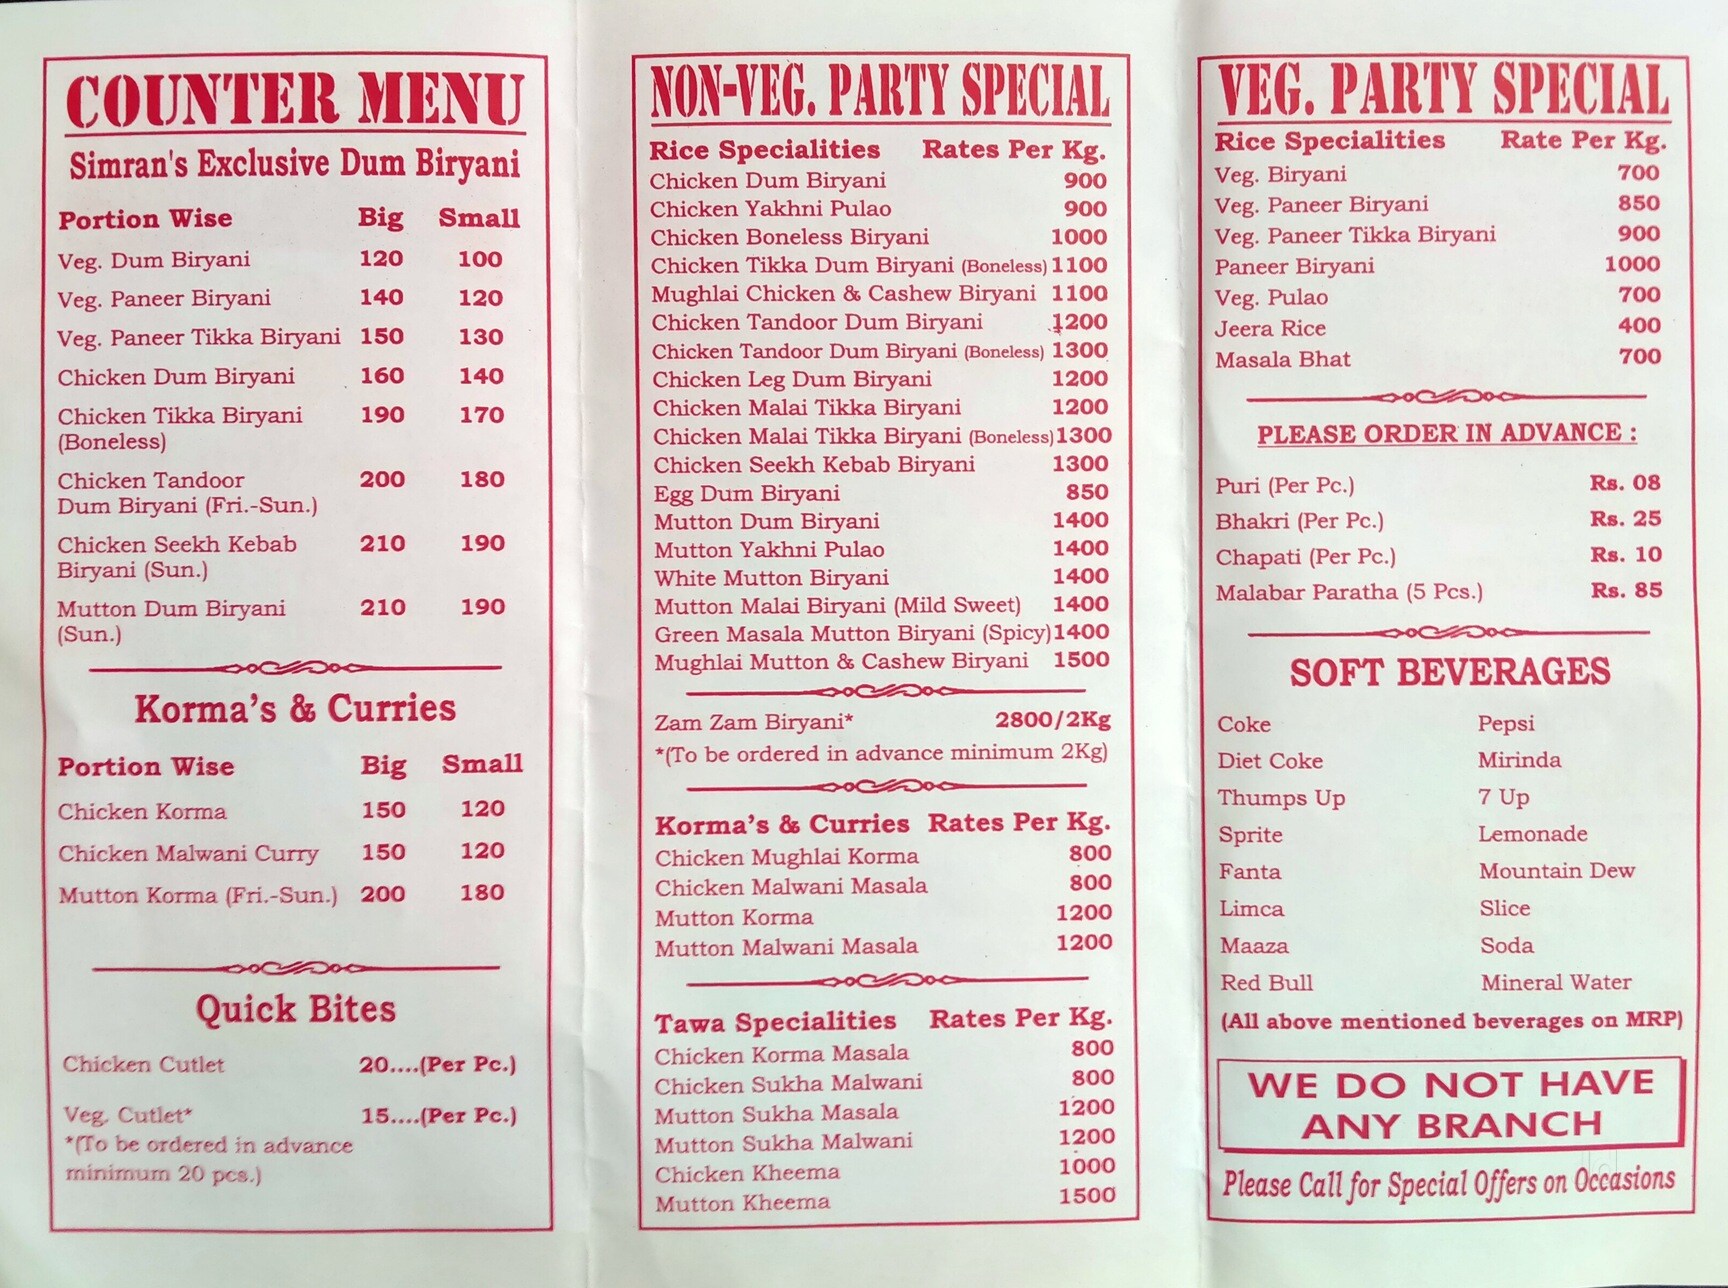 COUNTER MENU
Simran's Exclusive Dum Biryani
Portion Wise Big Small
Veg. Dum Biryani 120 100
Veg. Paneer Biryani 140 120
Veg. Paneer Tikka Biryani 150 130
Chicken Dum Biryani 160 140
Chicken Tikka Biryani 190 170
(Boneless)
Chicken Tandoor 200 180
Dum Biryani (Fri.-Sun.)
Chicken Seekh Kebab 210 190
Biryani (Sun.)
Mutton Dum Biryani 210 190
(Sun.)
Korma's & Curries
Portion Wise Big Small
Chicken Korma 150 120
Chicken Malwani Curry 150 120
Mutton Korma (Fri.-Sun.) 200 180
Quick Bites
Chicken Cutlet 20....(Per Pc.)
Veg. Cutlet* 15....(Per Pc.)
*(To be ordered in advance
minimum 20 pcs.)
NON-VEG. PARTY SPECIAL
Rice Specialities Rates Per Kg.
Chicken Dum Biryani 900
Chicken Yakhni Pulao 900
Chicken Boneless Biryani 1000
Chicken Tikka Dum Biryani (Boneless) 1100
Mughlai Chicken & Cashew Biryani 1100
Chicken Tandoor Dum Biryani 1200
Chicken Tandoor Dum Biryani (Boneless) 1300
Chicken Leg Dum Biryani 1200
Chicken Malai Tikka Biryani 1200
Chicken Malai Tikka Biryani (Boneless) 1300
Chicken Seekh Kebab Biryani 1300
Egg Dum Biryani 850
Mutton Dum Biryani 1400
Mutton Yakhni Pulao 1400
White Mutton Biryani 1400
Mutton Malai Biryani (Mild Sweet) 1400
Green Masala Mutton Biryani (Spicy) 1400
Mughlai Mutton & Cashew Biryani 1500
Zam Zam Biryani* 2800/2Kg
*(To be ordered in advance minimum 2Kg)
Korma's & Curries Rates Per Kg.
Chicken Mughlai Korma 800
Chicken Malwani Masala 800
Mutton Korma 1200
Mutton Malwani Masala 1200
Tawa Specialities Rates Per Kg.
Chicken Korma Masala 800
Chicken Sukha Malwani 800
Mutton Sukha Masala 1200
Mutton Sukha Malwani 1200
Chicken Kheema 1000
Mutton Kheema 1500
VEG. PARTY SPECIAL
Rice Specialities Rate Per Kg.
Veg. Biryani 700
Veg. Paneer Biryani 850
Veg. Paneer Tikka Biryani 900
Paneer Biryani 1000
Veg. Pulao 700
Jeera Rice 400
Masala Bhat 700
PLEASE ORDER IN ADVANCE :
Puri (Per Pc.) Rs. 08
Bhakri (Per Pc.) Rs. 25
Chapati (Per Pc.) Rs. 10
Malabar Paratha (5 Pcs.) Rs. 85
SOFT BEVERAGES
Coke Pepsi
Diet Coke Mirinda
Thumps Up 7 Up
Sprite Lemonade
Fanta Mountain Dew
Limca Slice
Maaza Soda
Red Bull Mineral Water
(All above mentioned beverages on MRP)
WE DO NOT HAVE
ANY BRANCH
Please Call for Special Offers on Occasions